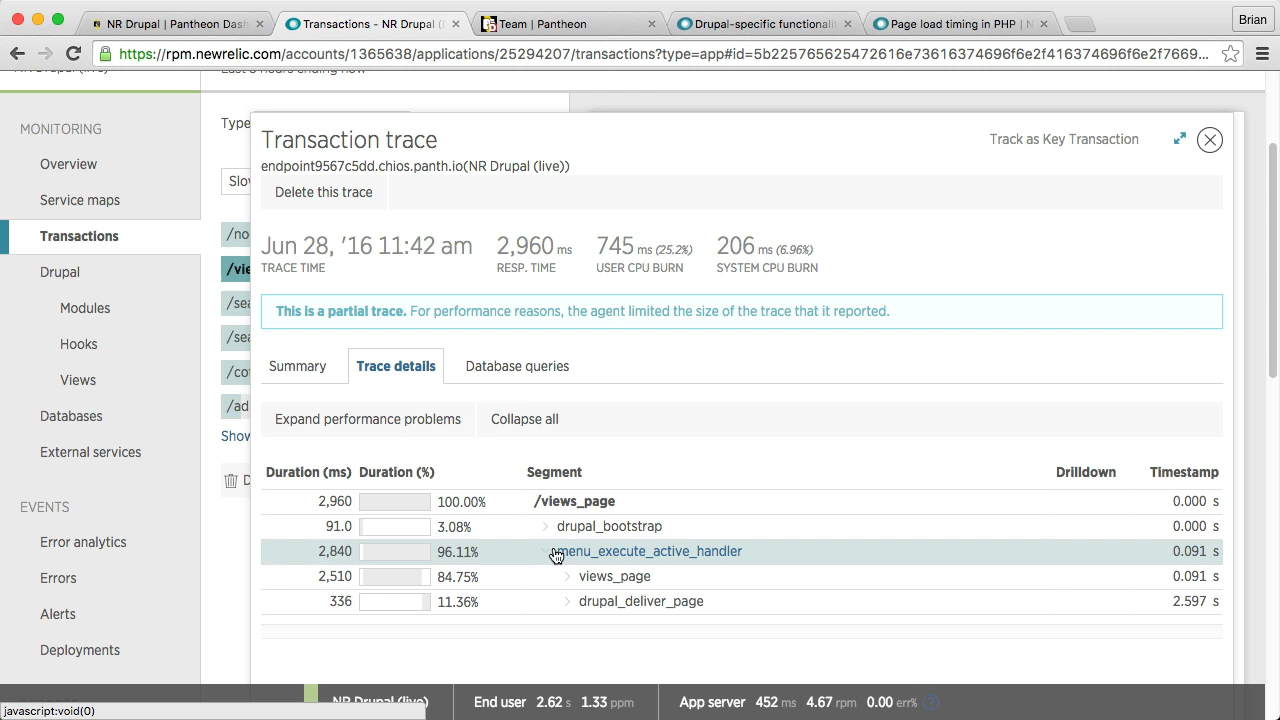 NR Drupal | Pantheon Dash
Transactions - NR Drupal (
Team | Pantheon
Drupal-specific functionali
Page load timing in PHP | N
Brian
https://rpm.newrelic.com/accounts/1365638/applications/25294207/transactions?type=app#id=5b225765625472616e73616374696f6e2f416374696f6e2f7669...
MONITORING
Overview
Service maps
Transactions
Drupal
Modules
Hooks
Views
Databases
External services
EVENTS
Error analytics
Errors
Alerts
Deployments
Type
Slo
/no
/vie
/sea
/sea
/co
/ad
Show
D
Transaction trace
Track as Key Transaction
endpoint9567c5dd.chios.panth.io(NR Drupal (live))
Delete this trace
Jun 28, '16 11:42 am 2,960 ms 745 ms (25.2%) 206 ms (6.96%)
TRACE TIME RESP. TIME USER CPU BURN SYSTEM CPU BURN
This is a partial trace. For performance reasons, the agent limited the size of the trace that it reported.
Summary Trace details Database queries
Expand performance problems Collapse all
Duration (ms) Duration (%) Segment Drilldown Timestamp
2,960 100.00% /views_page 0.000 s
91.0 3.08% drupal_bootstrap 0.000 s
2,840 96.11% menu_execute_active_handler 0.091 s
2,510 84.75% views_page 0.091 s
336 11.36% drupal_deliver_page 2.597 s
NR Drupal (live) End user 2.62 s 1.33 ppm App server 452 ms 4.67 rpm 0.00 err% ?
javascript:void(0)